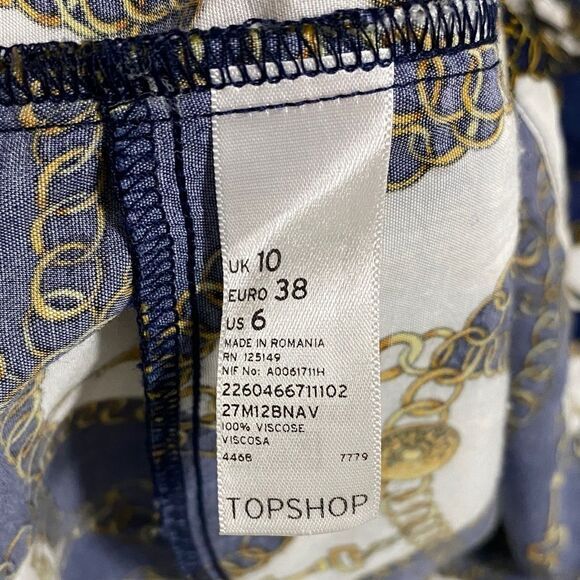 UK 10
EURO 38
US 6
MADE IN ROMANIA
RN 125149
NIF No: A0061711H
2260466711102
27M12BNAV
100% VISCOSE
VISCOSA
4468 7779
TOPSHOP